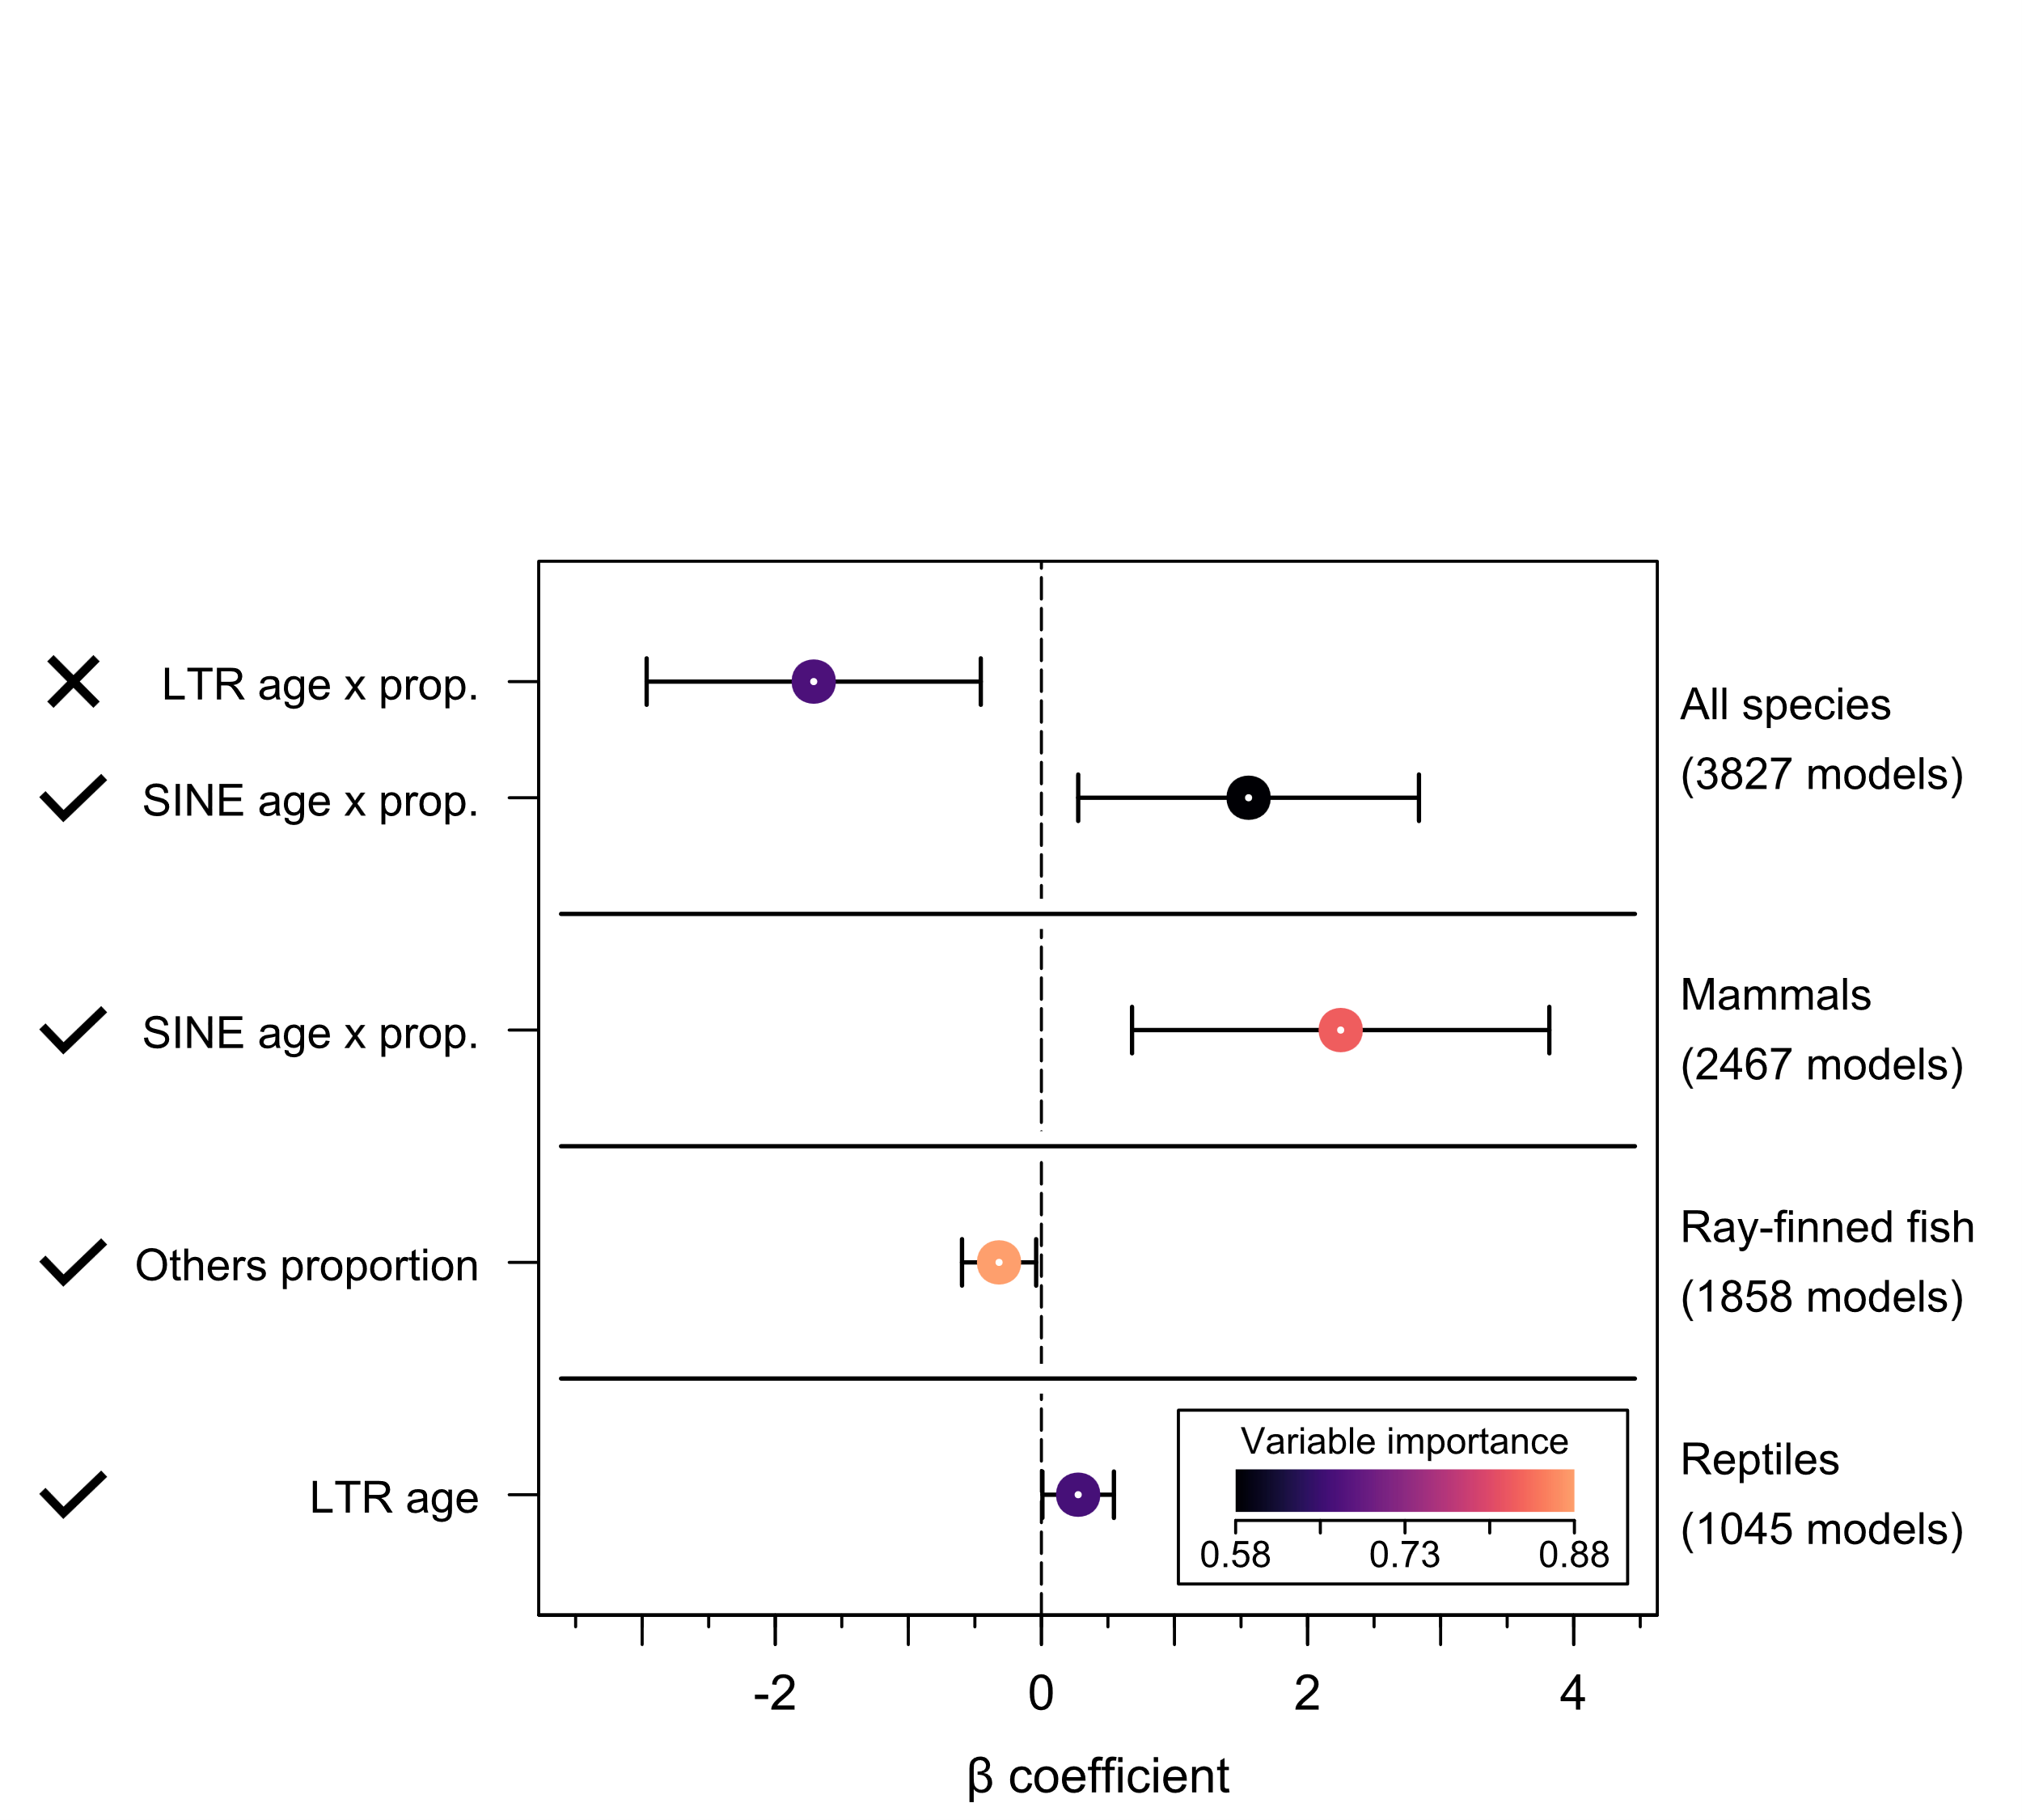 LTR age x prop.
SINE age x prop.
All species
(3827 models)
SINE age x prop.
Mammals
(2467 models)
Others proportion
Ray-finned fish
(1858 models)
LTR age
Reptiles
(1045 models)
Variable importance
0.58 0.73 0.88
-2 0 2 4
β coefficient